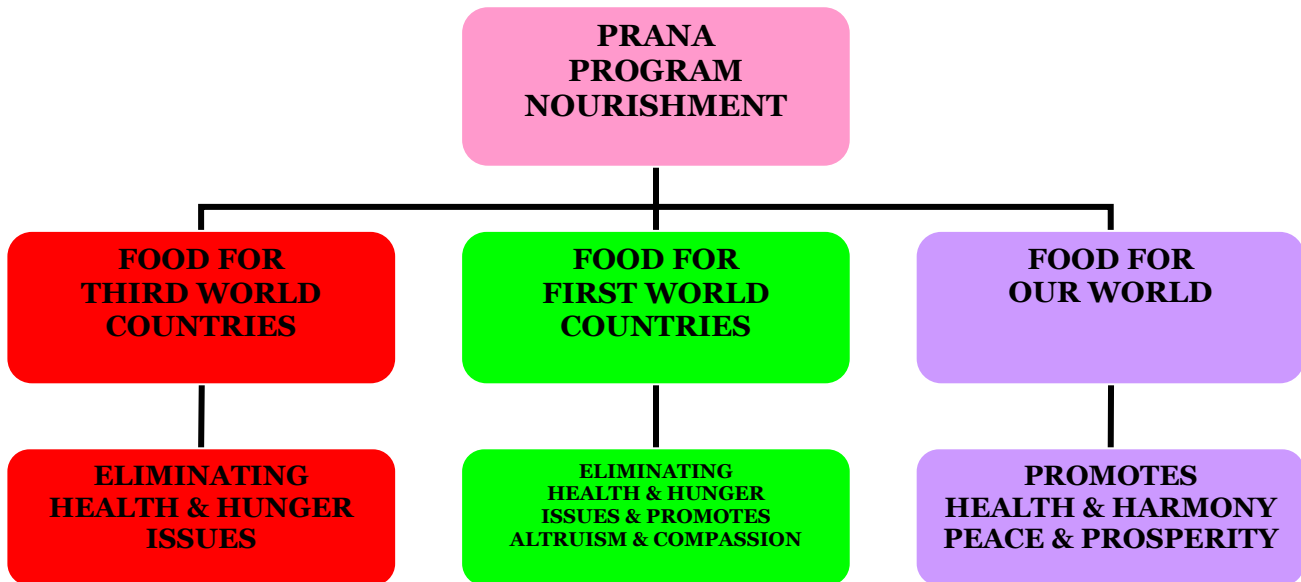 PRANA
PROGRAM
NOURISHMENT
FOOD FOR
THIRD WORLD
COUNTRIES
FOOD FOR
FIRST WORLD
COUNTRIES
FOOD FOR
OUR WORLD
ELIMINATING
HEALTH & HUNGER
ISSUES
ELIMINATING
HEALTH & HUNGER
ISSUES & PROMOTES
ALTRUISM & COMPASSION
PROMOTES
HEALTH & HARMONY
PEACE & PROSPERITY